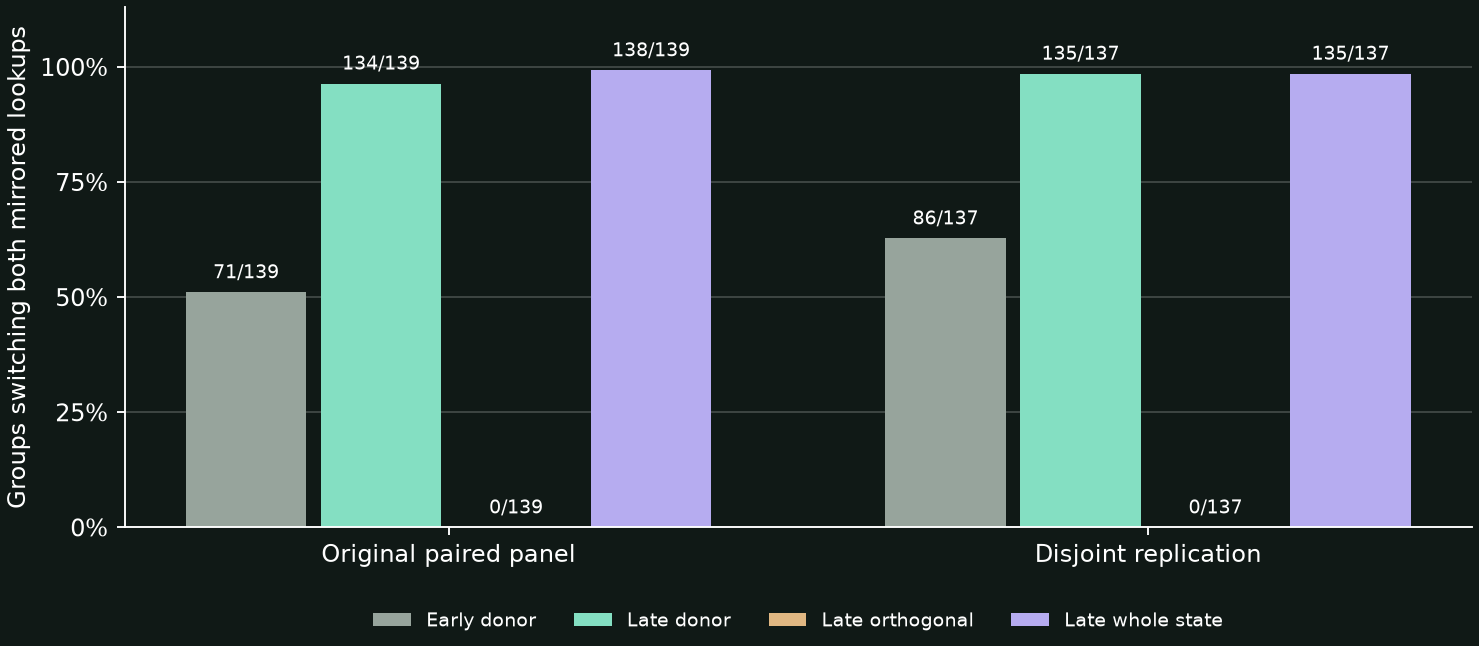 Groups switching both mirrored lookups
100%
75%
50%
25%
0%
71/139
134/139
0/139
138/139
86/137
135/137
0/137
135/137
Original paired panel
Disjoint replication
Early donor
Late donor
Late orthogonal
Late whole state